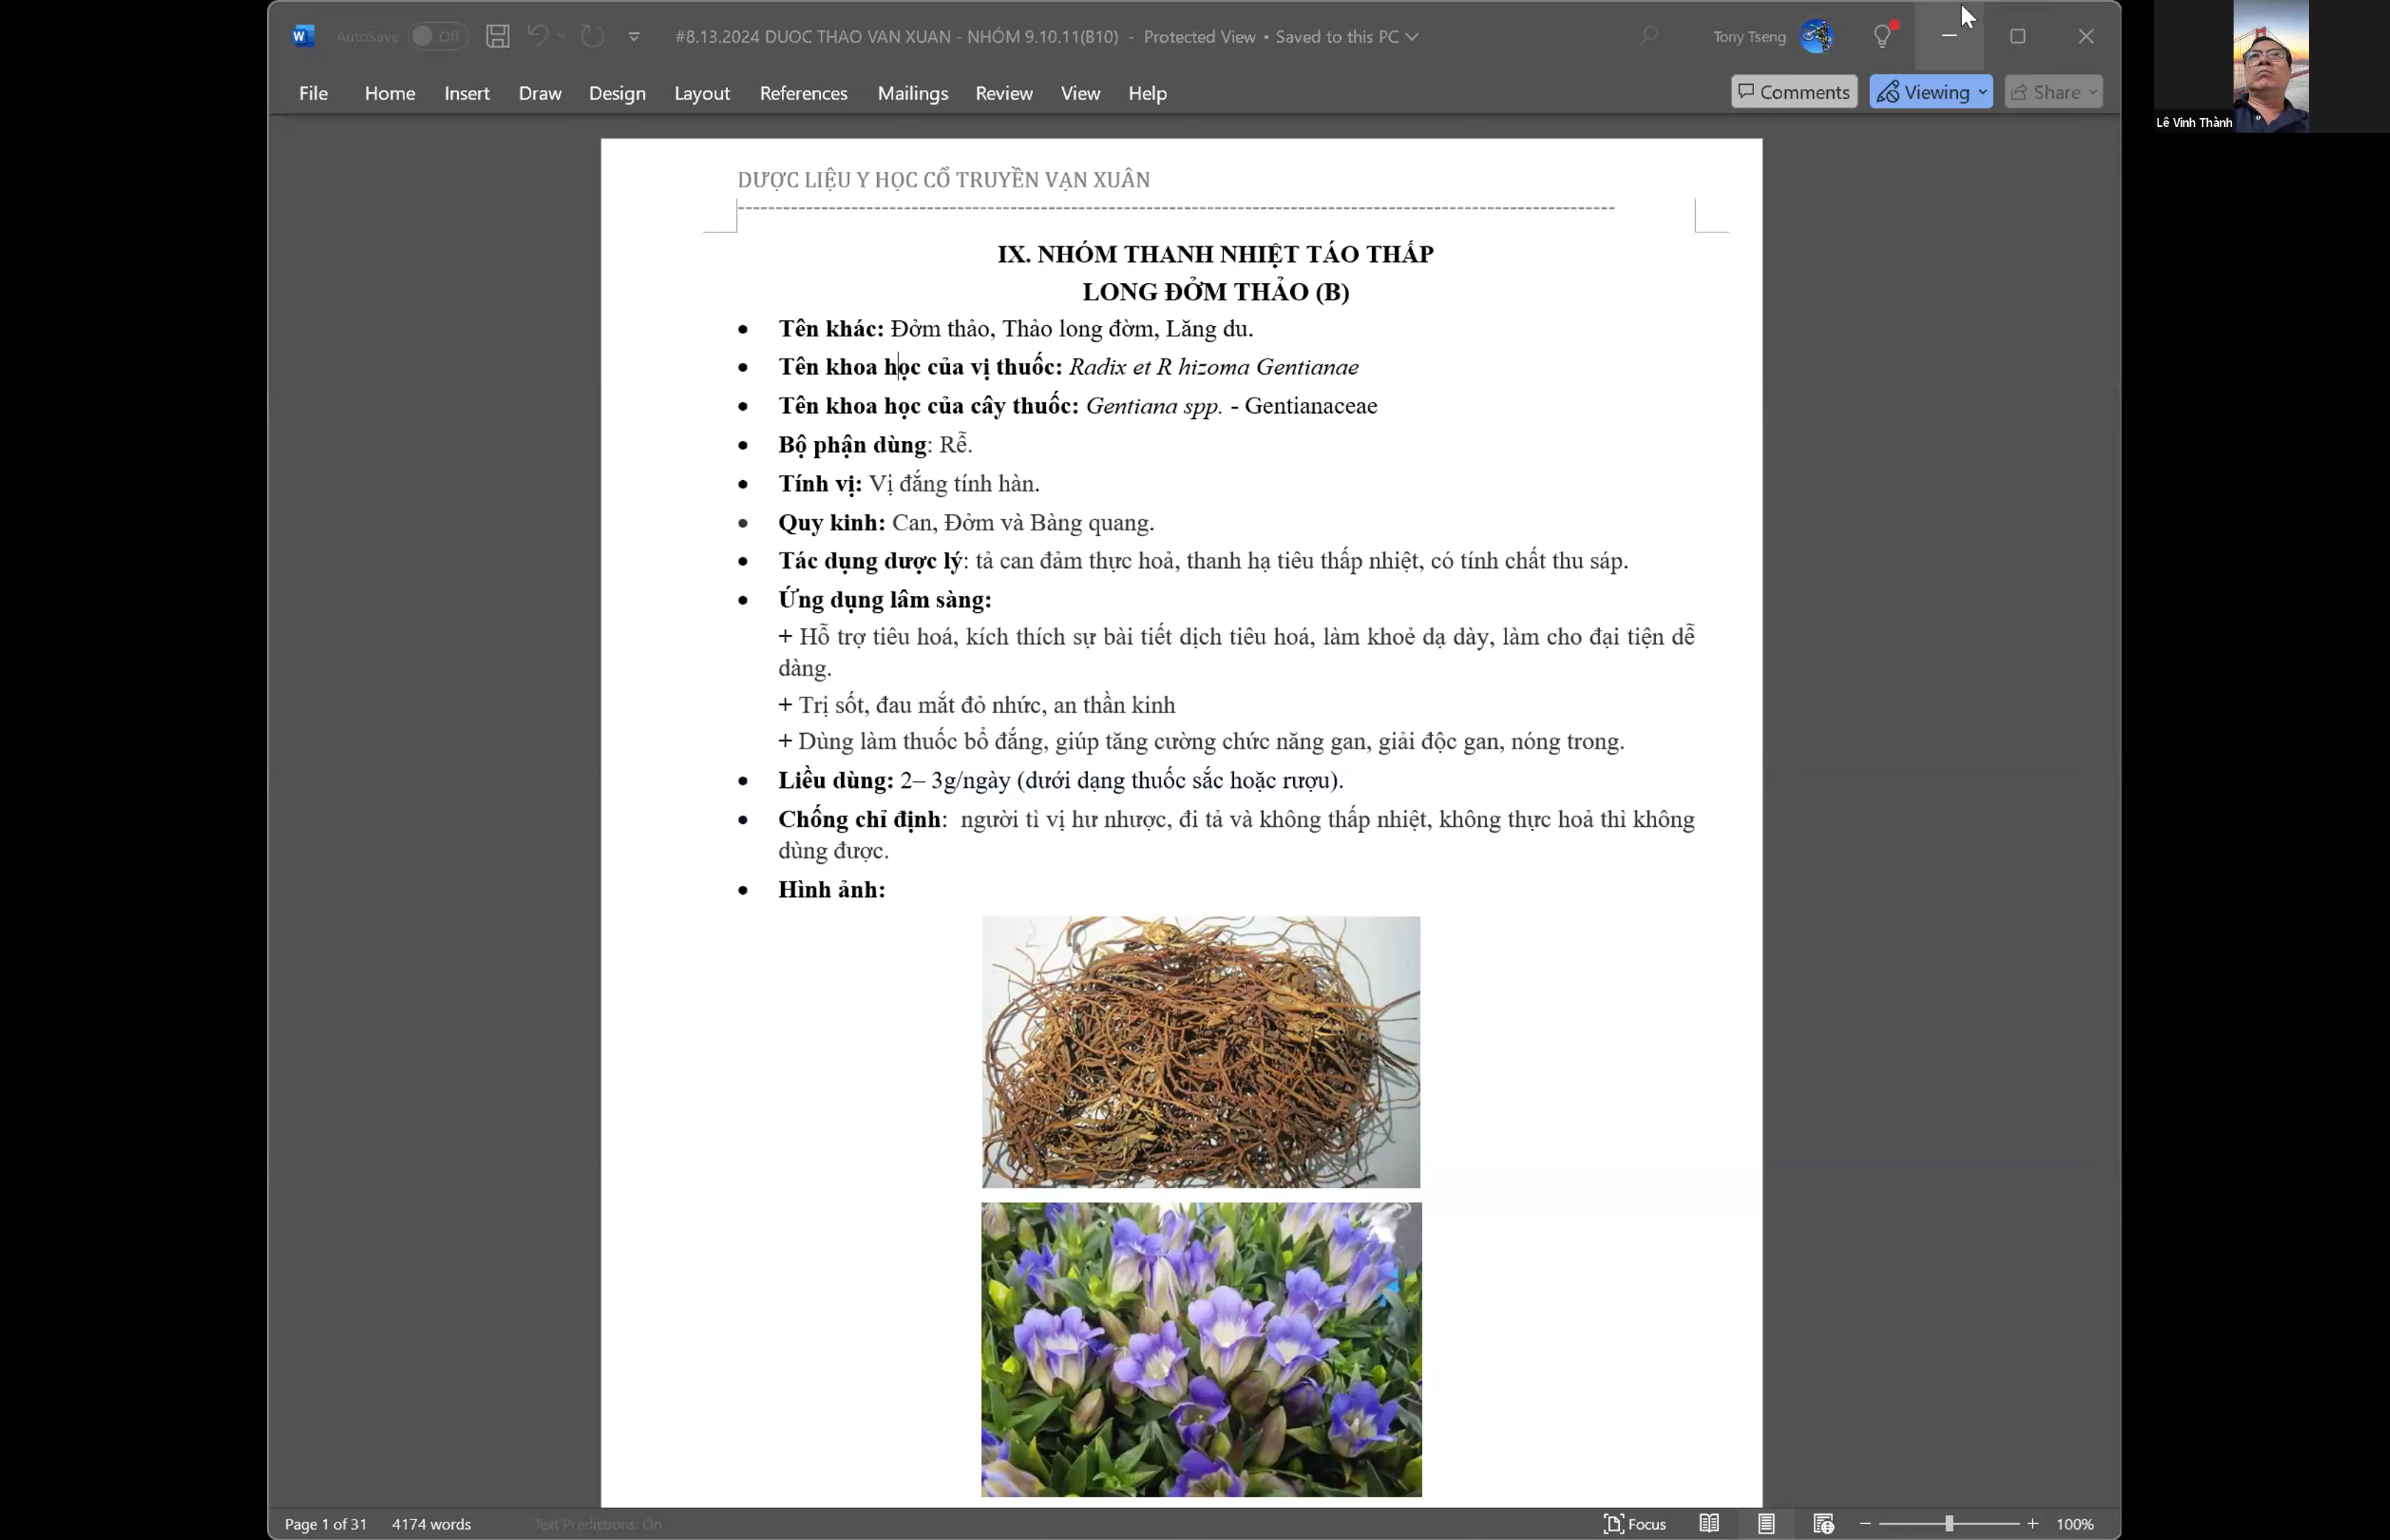 AutoSave Off #8.13.2024 DUOC THAO VAN XUAN - NHÓM 9.10.11(B10) - Protected View • Saved to this PC Tony Tseng
File Home Insert Draw Design Layout References Mailings Review View Help Comments Viewing Share
Lê Vinh Thành
DƯỢC LIỆU Y HỌC CỔ TRUYỀN VẠN XUÂN
IX. NHÓM THANH NHIỆT TÁO THẤP
LONG ĐỞM THẢO (B)
• Tên khác: Đởm thảo, Thảo long đờm, Lăng du.
• Tên khoa học của vị thuốc: Radix et R hizoma Gentianae
• Tên khoa học của cây thuốc: Gentiana spp. - Gentianaceae
• Bộ phận dùng: Rễ.
• Tính vị: Vị đắng tính hàn.
• Quy kinh: Can, Đởm và Bàng quang.
• Tác dụng dược lý: tả can đảm thực hoả, thanh hạ tiêu thấp nhiệt, có tính chất thu sáp.
• Ứng dụng lâm sàng:
+ Hỗ trợ tiêu hoá, kích thích sự bài tiết dịch tiêu hoá, làm khoẻ dạ dày, làm cho đại tiện dễ
dàng.
+ Trị sốt, đau mắt đỏ nhức, an thần kinh
+ Dùng làm thuốc bổ đắng, giúp tăng cường chức năng gan, giải độc gan, nóng trong.
• Liều dùng: 2– 3g/ngày (dưới dạng thuốc sắc hoặc rượu).
• Chống chỉ định: người tì vị hư nhược, đi tả và không thấp nhiệt, không thực hoả thì không
dùng được.
• Hình ảnh:
Page 1 of 31 4174 words Text Predictions: On Focus 100%